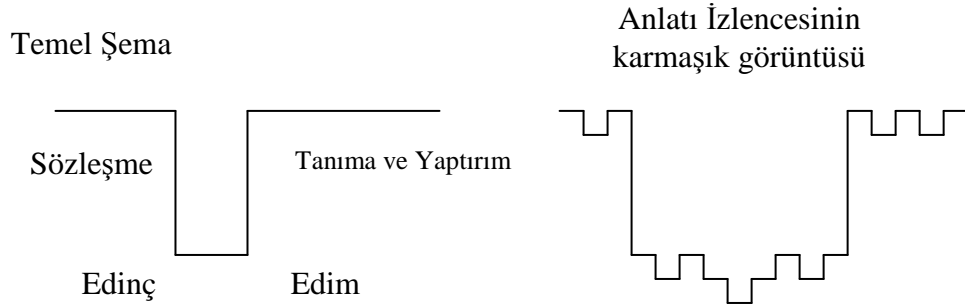 Temel Şema
Anlatı İzlencesinin
karmaşık görüntüsü
Sözleşme
Tanıma ve Yaptırım
Edinç
Edim